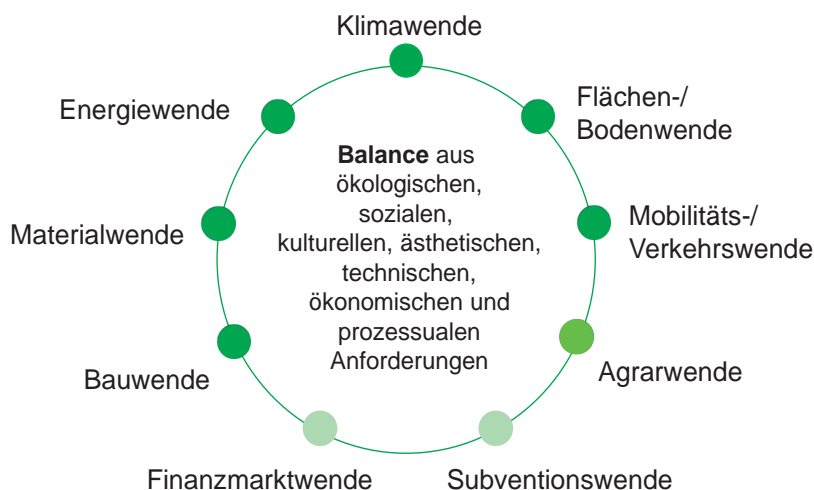 Klimawende
Flächen-/
Bodenwende
Mobilitäts-/
Verkehrswende
Agrarwende
Subventionswende
Finanzmarktwende
Bauwende
Materialwende
Energiewende
Balance aus
ökologischen,
sozialen,
kulturellen, ästhetischen,
technischen,
ökonomischen und
prozessualen
Anforderungen